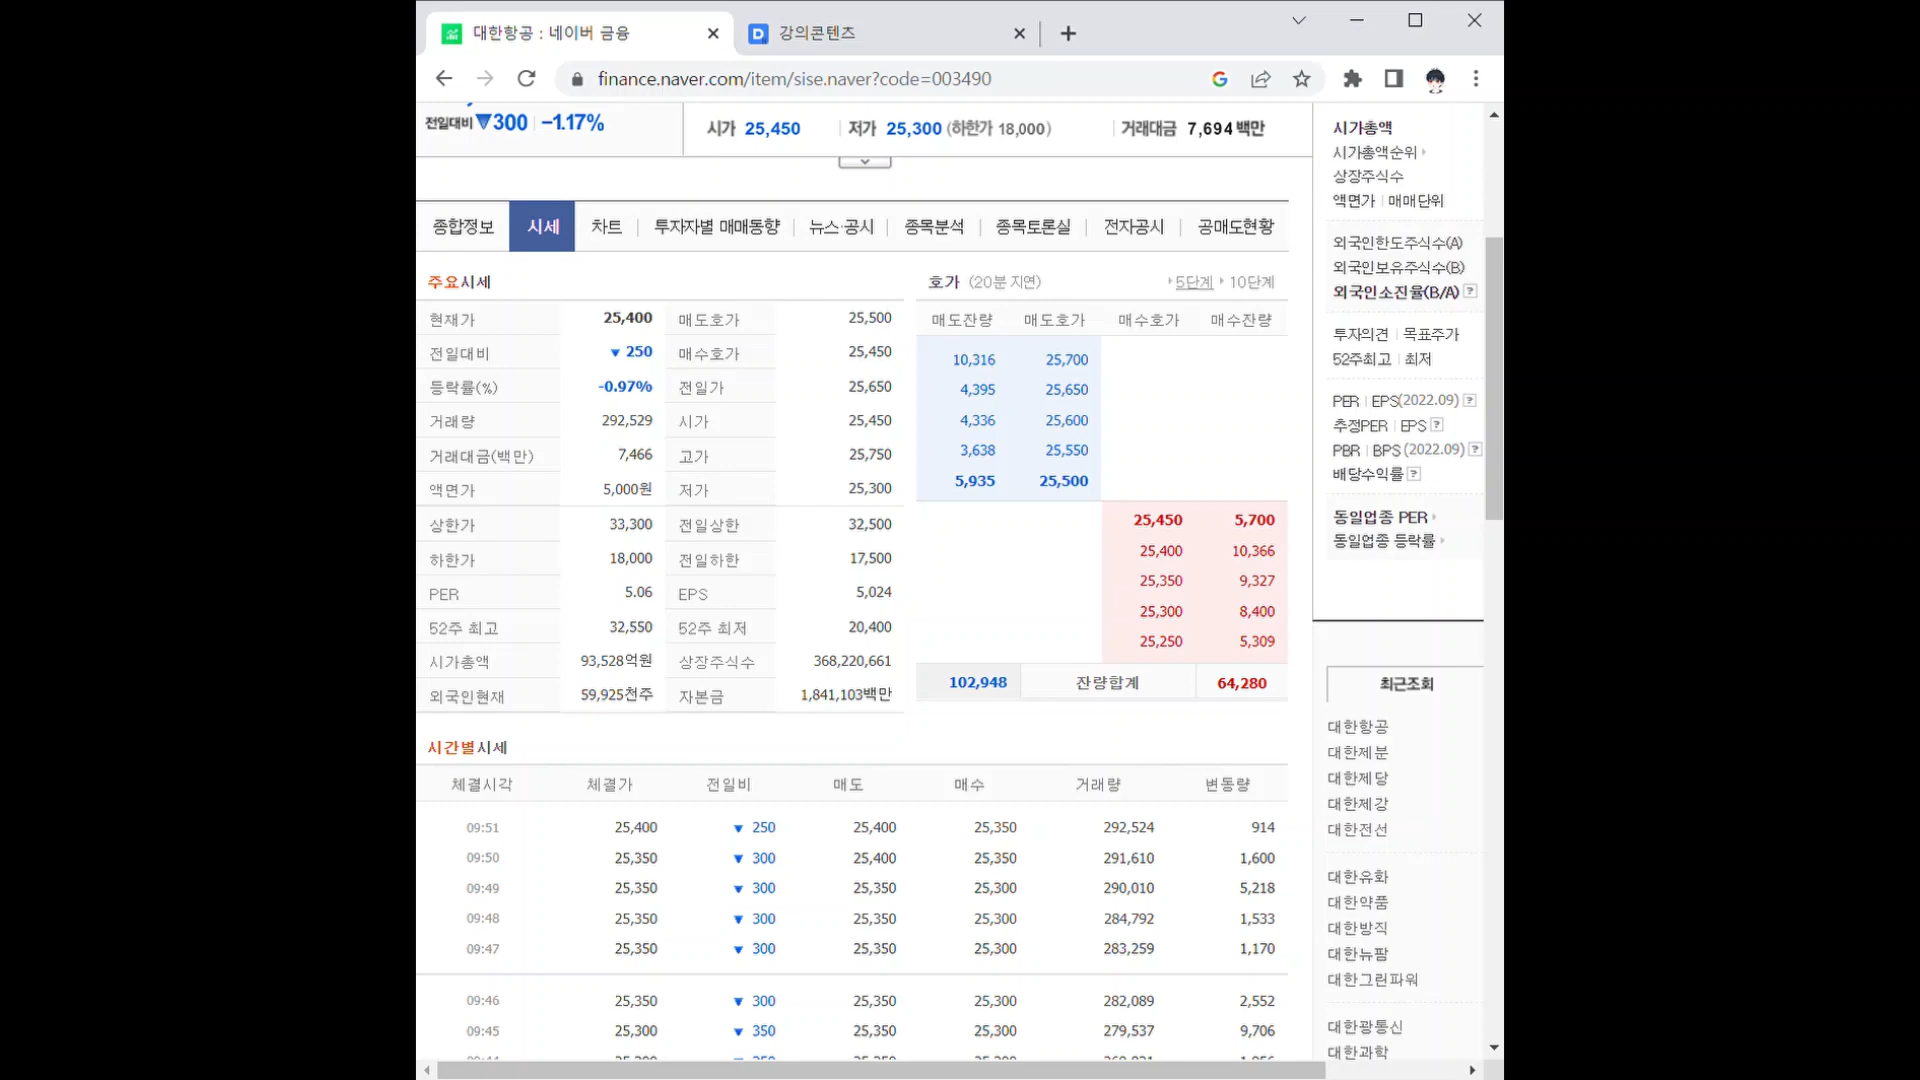 대한항공 : 네이버 금융
강의콘텐츠
finance.naver.com/item/sise.naver?code=003490
전일대비 ▼300 -1.17%
시가 25,450 저가 25,300 (하한가 18,000) 거래대금 7,694 백만
종합정보 시세 차트 투자자별 매매동향 뉴스·공시 종목분석 종목토론실 전자공시 공매도현황
주요시세
현재가 25,400 매도호가 25,500
전일대비 ▼ 250 매수호가 25,450
등락률(%) -0.97% 전일가 25,650
거래량 292,529 시가 25,450
거래대금(백만) 7,466 고가 25,750
액면가 5,000원 저가 25,300
상한가 33,300 전일상한 32,500
하한가 18,000 전일하한 17,500
PER 5.06 EPS 5,024
52주 최고 32,550 52주 최저 20,400
시가총액 93,528억원 상장주식수 368,220,661
외국인현재 59,925천주 자본금 1,841,103백만
호가 (20분 지연) 5단계 10단계
매도잔량 매도호가 매수호가 매수잔량
10,316 25,700
4,395 25,650
4,336 25,600
3,638 25,550
5,935 25,500
25,450 5,700
25,400 10,366
25,350 9,327
25,300 8,400
25,250 5,309
102,948 잔량합계 64,280
시간별시세
체결시각 체결가 전일비 매도 매수 거래량 변동량
09:51 25,400 ▼ 250 25,400 25,350 292,524 914
09:50 25,350 ▼ 300 25,400 25,350 291,610 1,600
09:49 25,350 ▼ 300 25,350 25,300 290,010 5,218
09:48 25,350 ▼ 300 25,350 25,300 284,792 1,533
09:47 25,350 ▼ 300 25,350 25,300 283,259 1,170
09:46 25,350 ▼ 300 25,350 25,300 282,089 2,552
09:45 25,300 ▼ 350 25,350 25,300 279,537 9,706
시가총액
시가총액순위
상장주식수
액면가 | 매매단위
외국인한도주식수(A)
외국인보유주식수(B)
외국인소진율(B/A) ?
투자의견 | 목표주가
52주최고 | 최저
PER | EPS(2022.09) ?
추정PER | EPS ?
PBR | BPS (2022.09) ?
배당수익률 ?
동일업종 PER
동일업종 등락률
최근조회
대한항공
대한제분
대한제당
대한제강
대한전선
대한유화
대한약품
대한방직
대한뉴팜
대한그린파워
대한광통신
대한과학